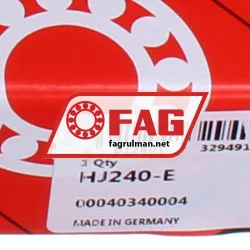 FAG
fagrulman.net
329491
3 Qty
HJ240-E
00040340004
MADE IN GERMANY